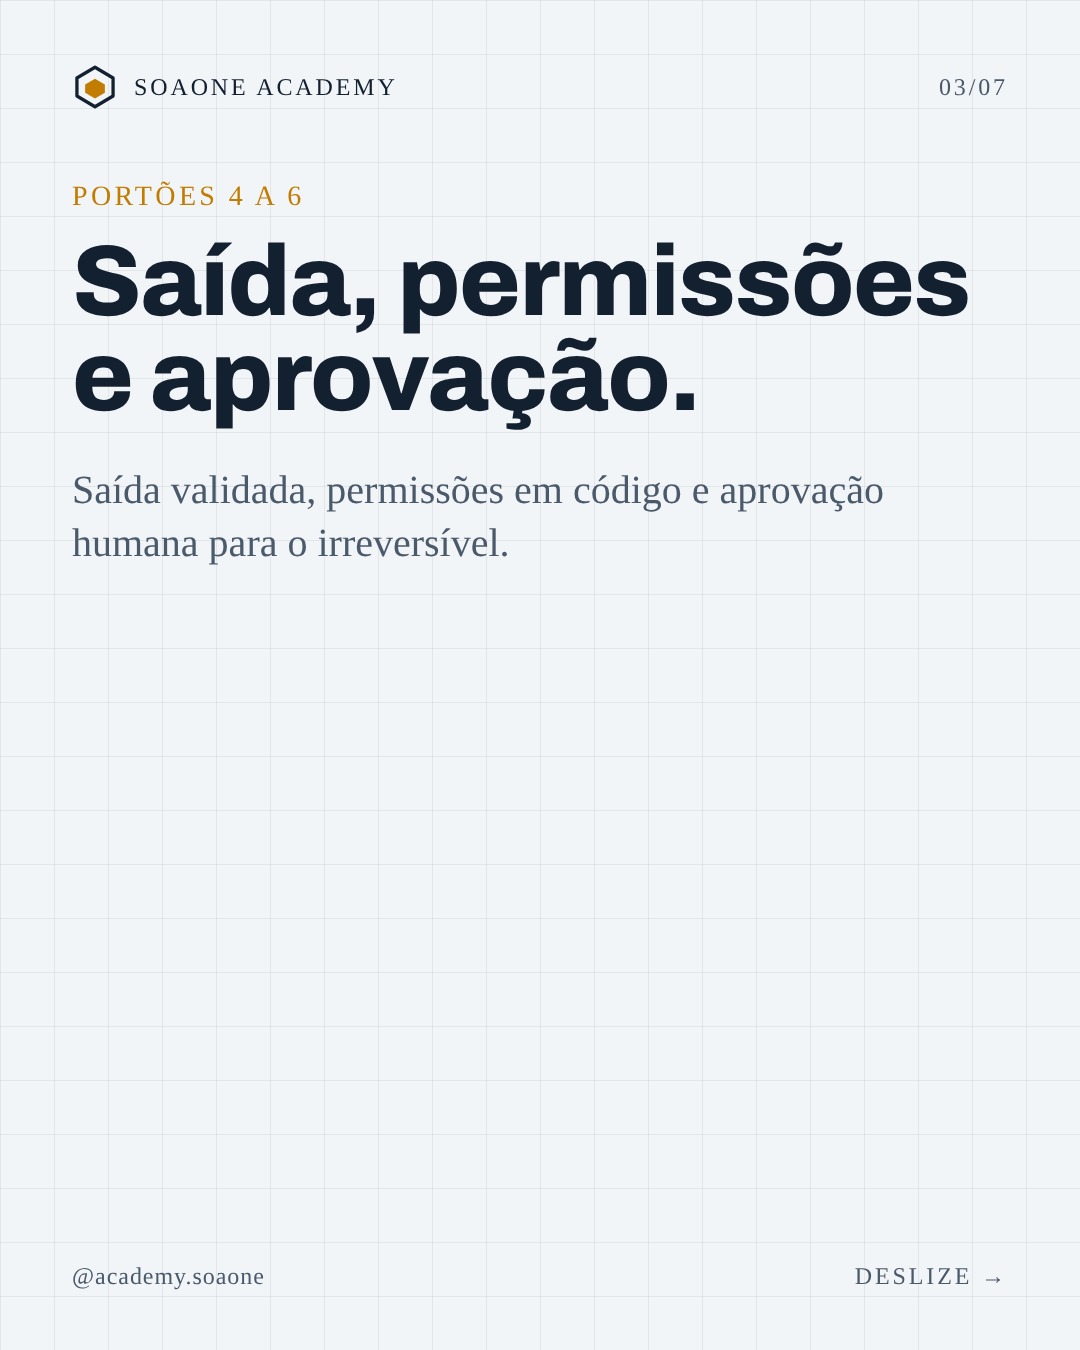 SOAONE ACADEMY
03/07
PORTÕES 4 A 6
Saída, permissões
e aprovação.
Saída validada, permissões em código e aprovação
humana para o irreversível.
@academy.soaone
DESLIZE →